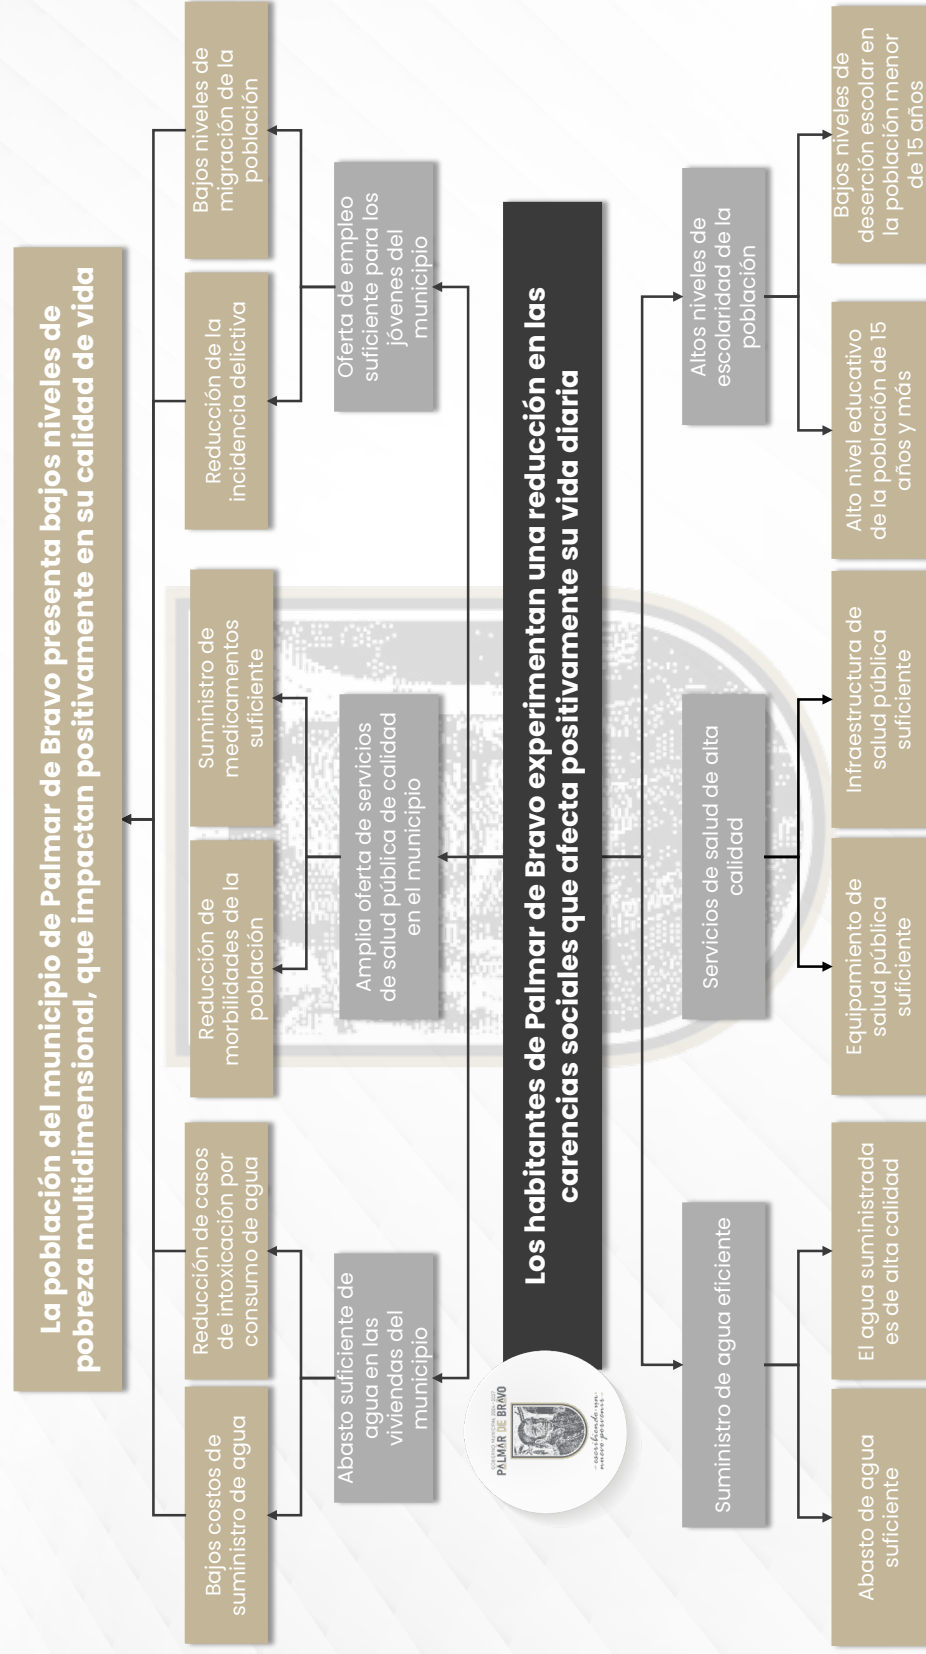 La población del municipio de Palmar de Bravo presenta bajos niveles de
pobreza multidimensional, que impactan positivamente en su calidad de vida
Bajos costos de
suministro de agua
Reducción de casos
de intoxicación por
consumo de agua
Reducción de
morbilidades de la
población
Suministro de
medicamentos
suficiente
Reducción de la
incidencia delictiva
Bajos niveles de
migración de la
población
Abasto suficiente de
agua en las
viviendas del
municipio
Amplia oferta de servicios
de salud pública de calidad
en el municipio
Oferta de empleo
suficiente para los
jóvenes del
municipio
PALMAR DE BRAVO
Los habitantes de Palmar de Bravo experimentan una reducción en las
carencias sociales que afecta positivamente su vida diaria
Suministro de agua eficiente
Servicios de salud de alta
calidad
Altos niveles de
escolaridad de la
población
Abasto de agua
suficiente
El agua suministrada
es de alta calidad
Equipamiento de
salud pública
suficiente
Infraestructura de
salud pública
suficiente
Alto nivel educativo
de la población de 15
años y más
Bajos niveles de
deserción escolar en
la población menor
de 15 años